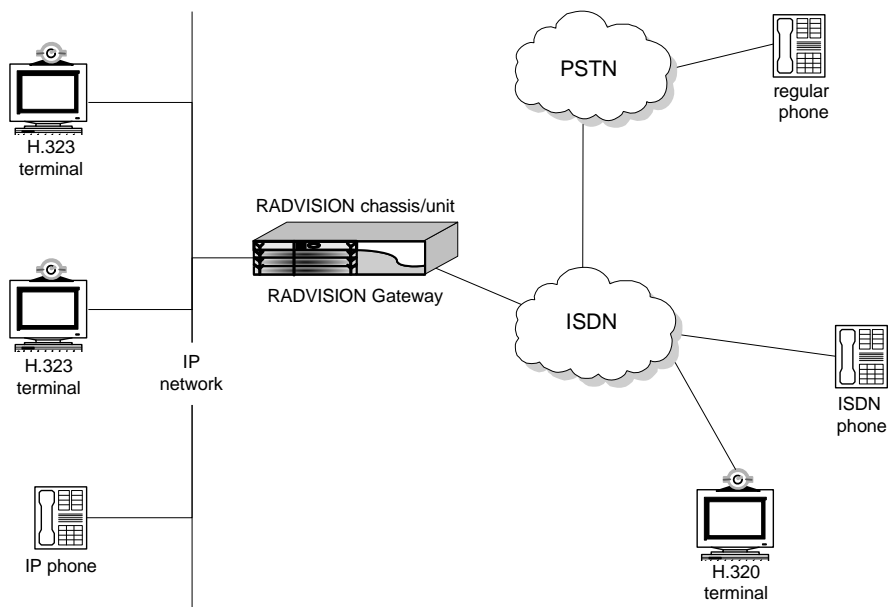 PSTN
regular
phone
H.323
terminal
RADVISION chassis/unit
RADVISION Gateway
ISDN
H.323
terminal
IP
network
ISDN
phone
IP phone
H.320
terminal